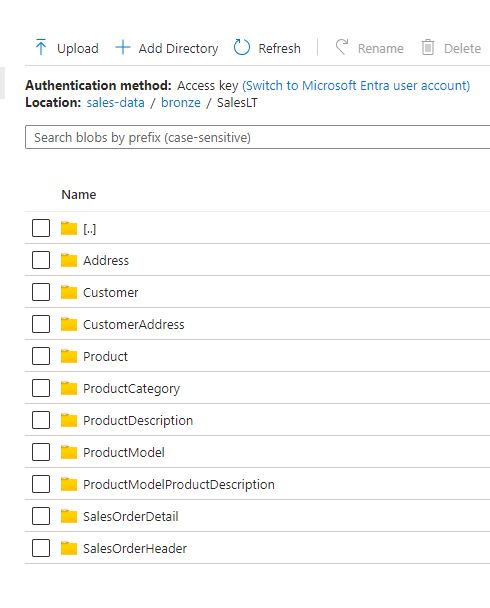 Upload Add Directory Refresh Rename Delete
Authentication method: Access key (Switch to Microsoft Entra user account)
Location: sales-data / bronze / SalesLT
Search blobs by prefix (case-sensitive)
Name
[..]
Address
Customer
CustomerAddress
Product
ProductCategory
ProductDescription
ProductModel
ProductModelProductDescription
SalesOrderDetail
SalesOrderHeader